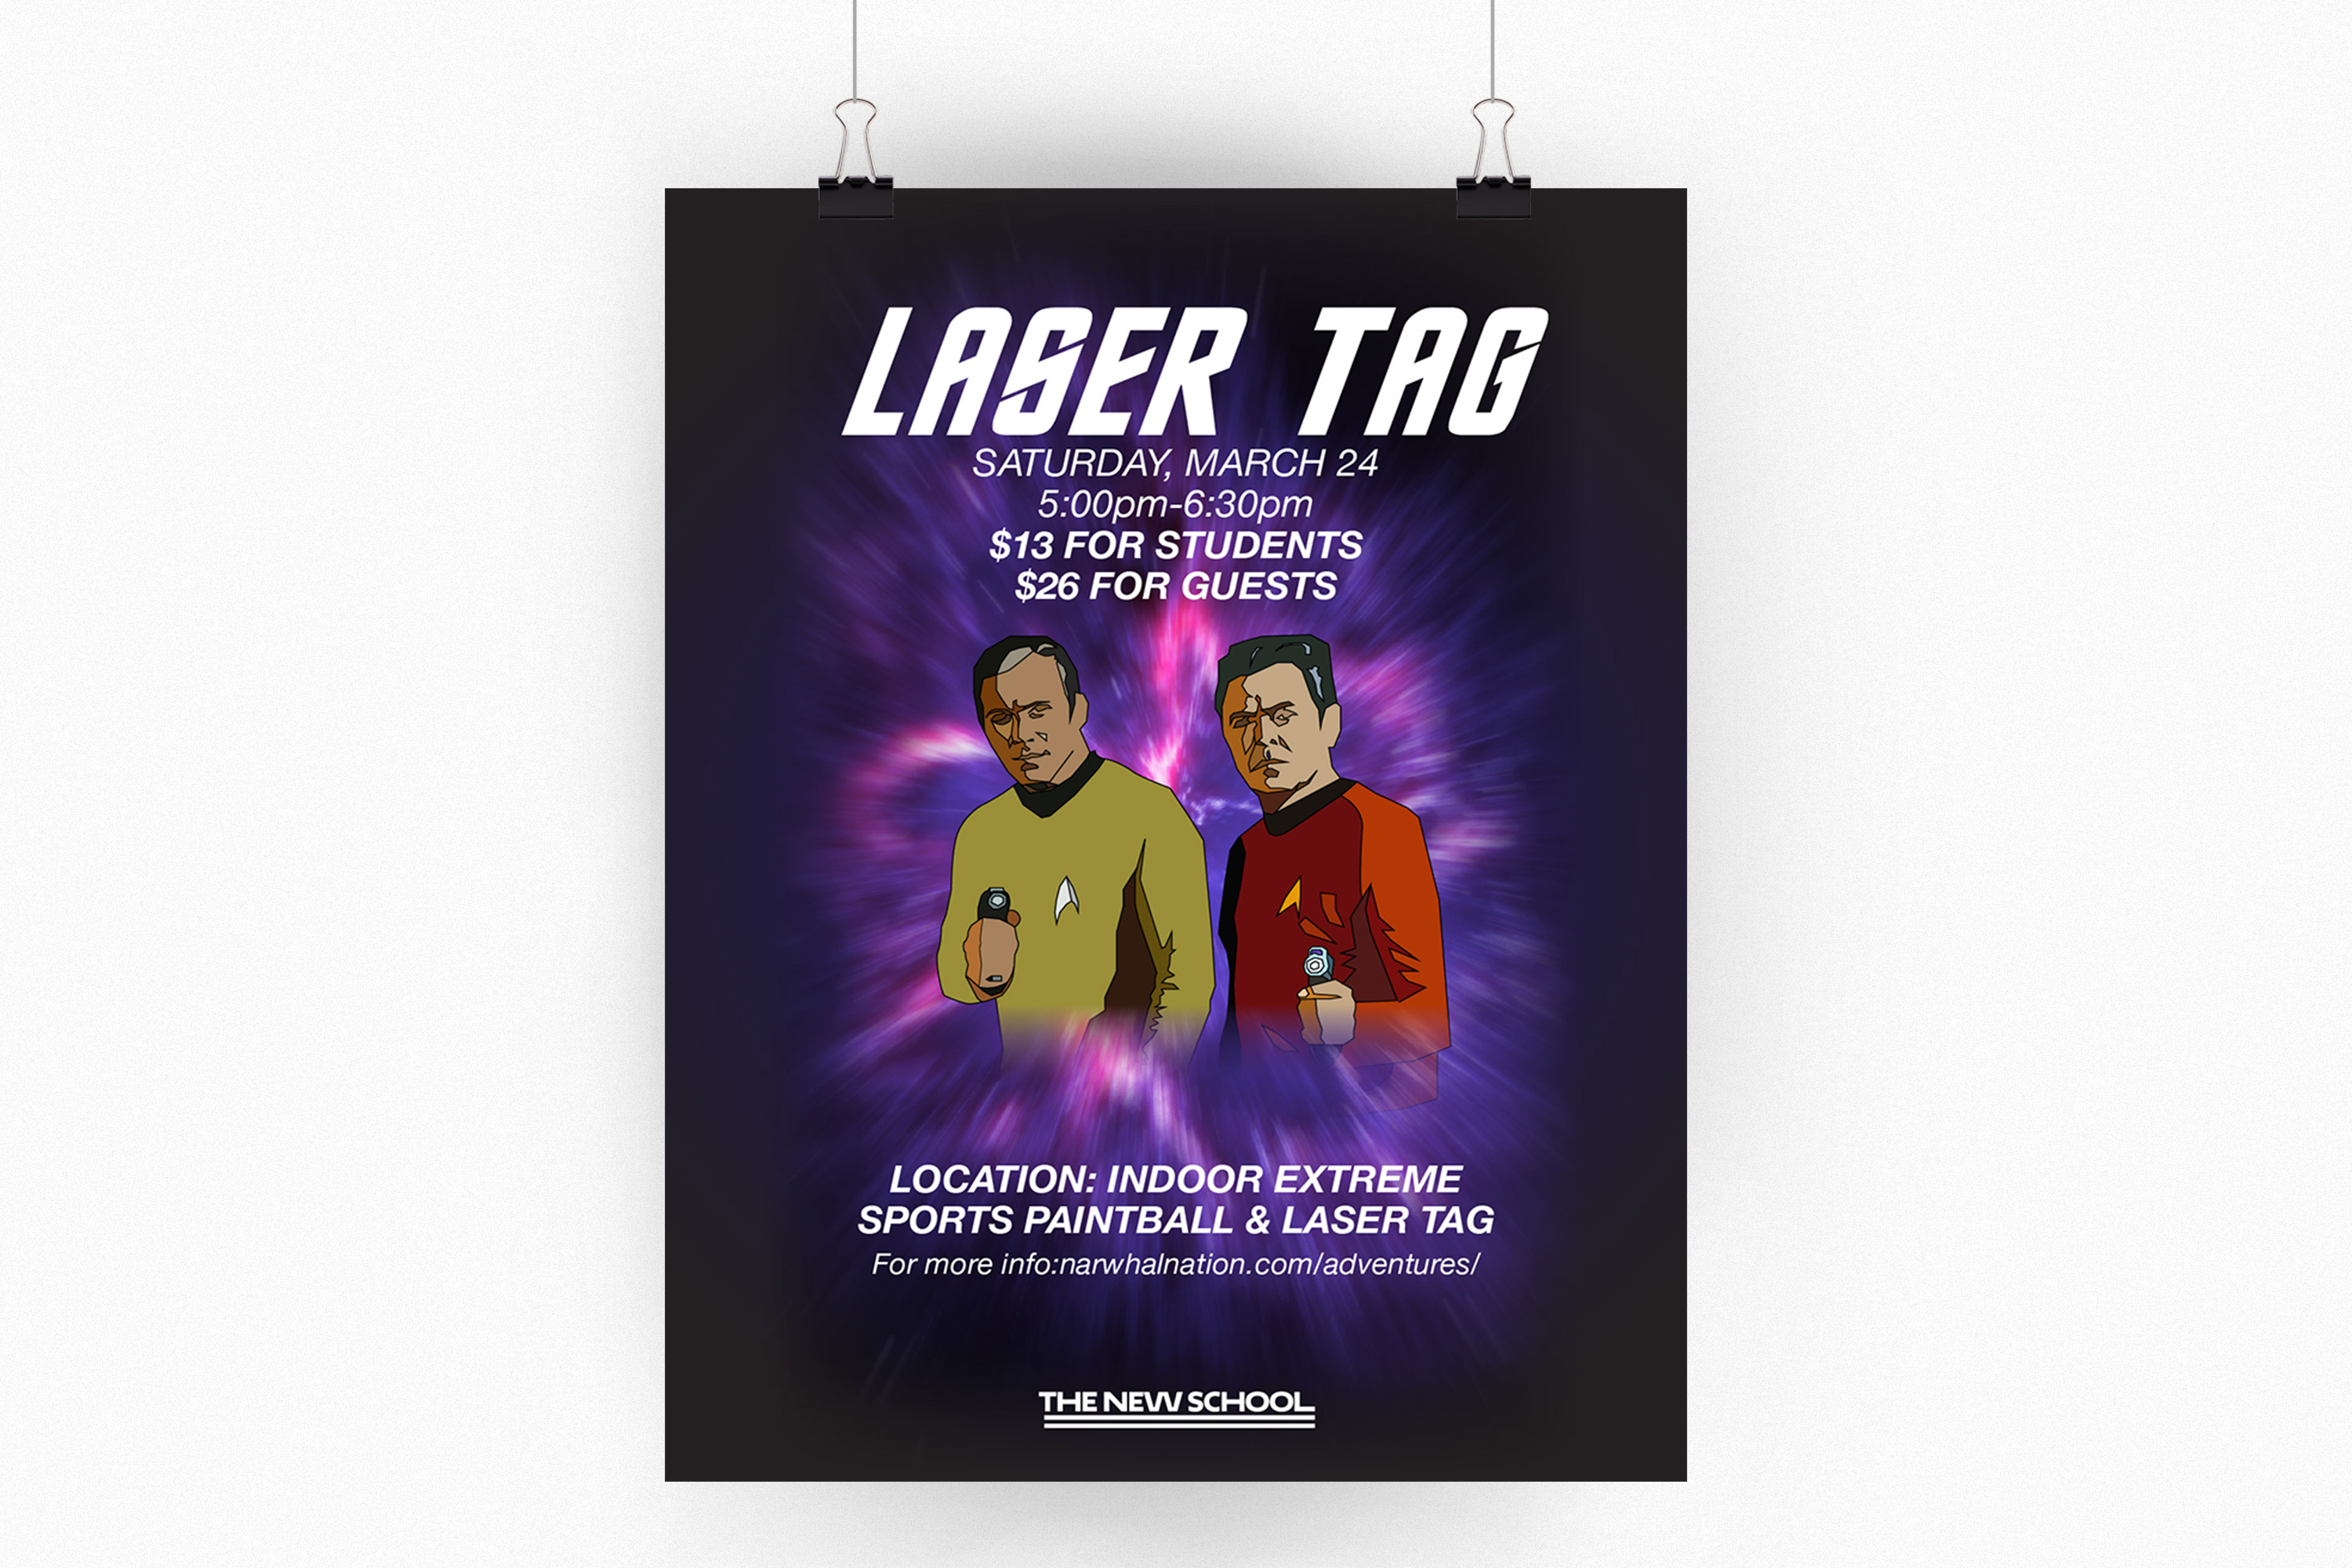 LASER TAG
SATURDAY, MARCH 24
5:00pm-6:30pm
$13 FOR STUDENTS
$26 FOR GUESTS
LOCATION: INDOOR EXTREME
SPORTS PAINTBALL & LASER TAG
For more info:narwhalnation.com/adventures/
THE NEW SCHOOL